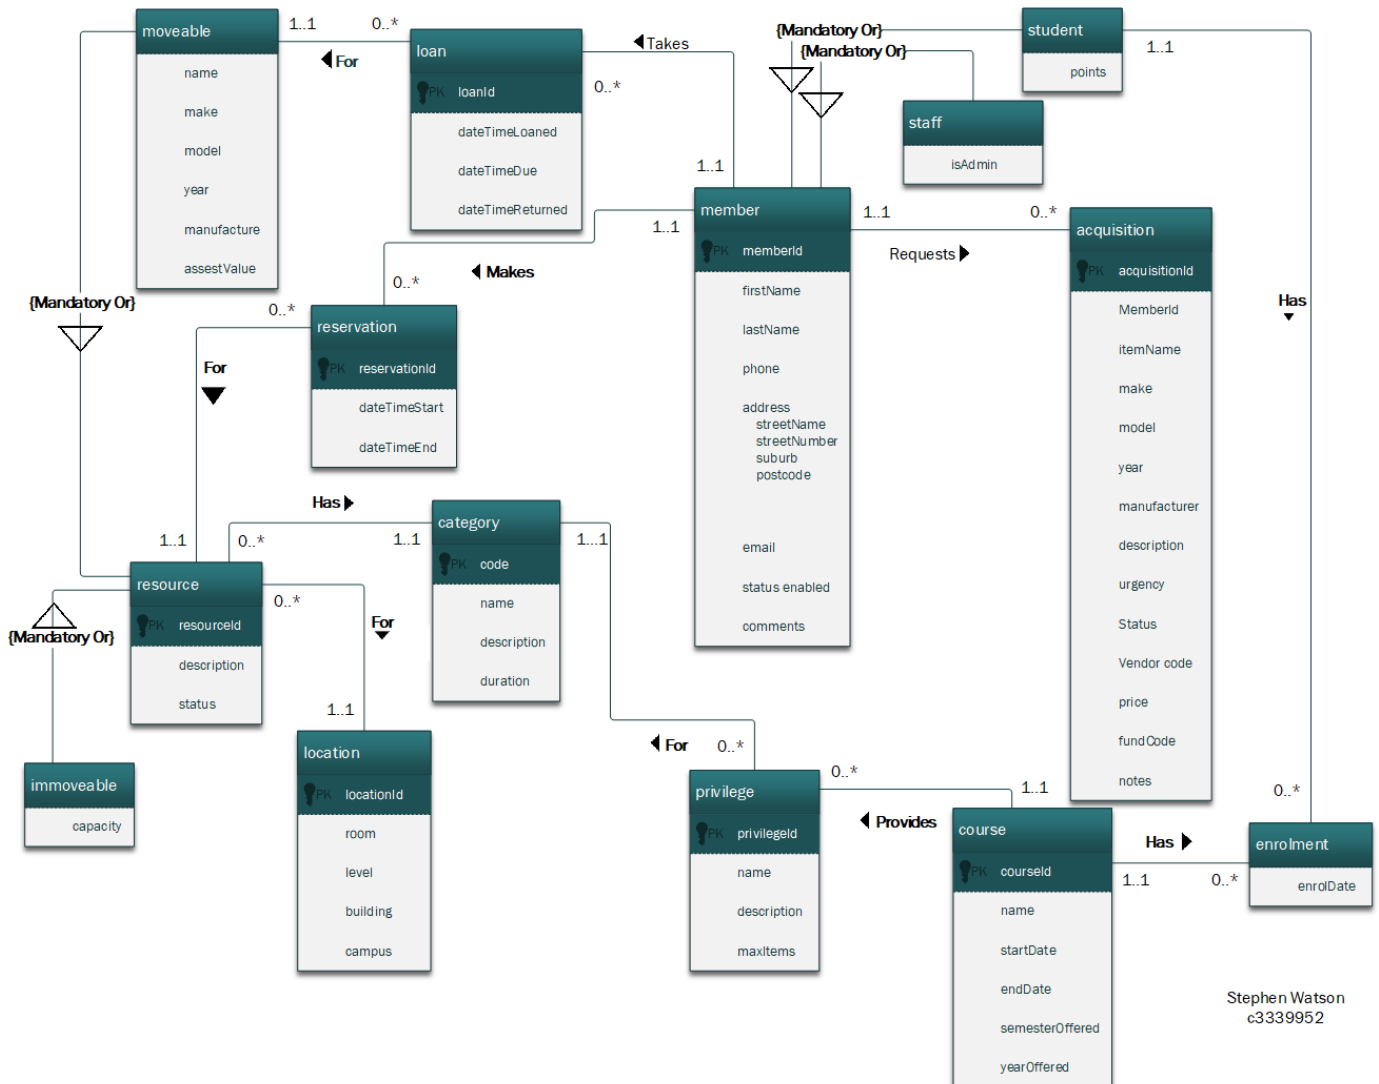 moveable
name
make
model
year
manufacture
assestValue
1..1
0..*
For
loan
PK loanId
dateTimeLoaned
dateTimeDue
dateTimeReturned
Takes
0..*
1..1
{Mandatory Or}
{Mandatory Or}
student
points
1..1
staff
isAdmin
member
PK memberId
firstName
lastName
phone
address
streetName
streetNumber
suburb
postcode
email
status enabled
comments
1..1
0..*
Requests
acquisition
PK acquisitionId
MemberId
itemName
make
model
year
manufacturer
description
urgency
Status
Vendor code
price
fundCode
notes
Has
0..*
1..1
Makes
0..*
{Mandatory Or}
0..*
reservation
PK reservationId
dateTimeStart
dateTimeEnd
For
1..1
Has
0..*
1..1
category
PK code
name
description
duration
1...1
resource
PK resourceId
description
status
0..*
For
1..1
{Mandatory Or}
immoveable
capacity
location
PK locationId
room
level
building
campus
For
0..*
privilege
PK privilegeId
name
description
maxItems
0..*
Provides
1..1
course
PK courseId
name
startDate
endDate
semesterOffered
yearOffered
Has
1..1
0..*
enrolment
enrolDate
Stephen Watson
c3339952